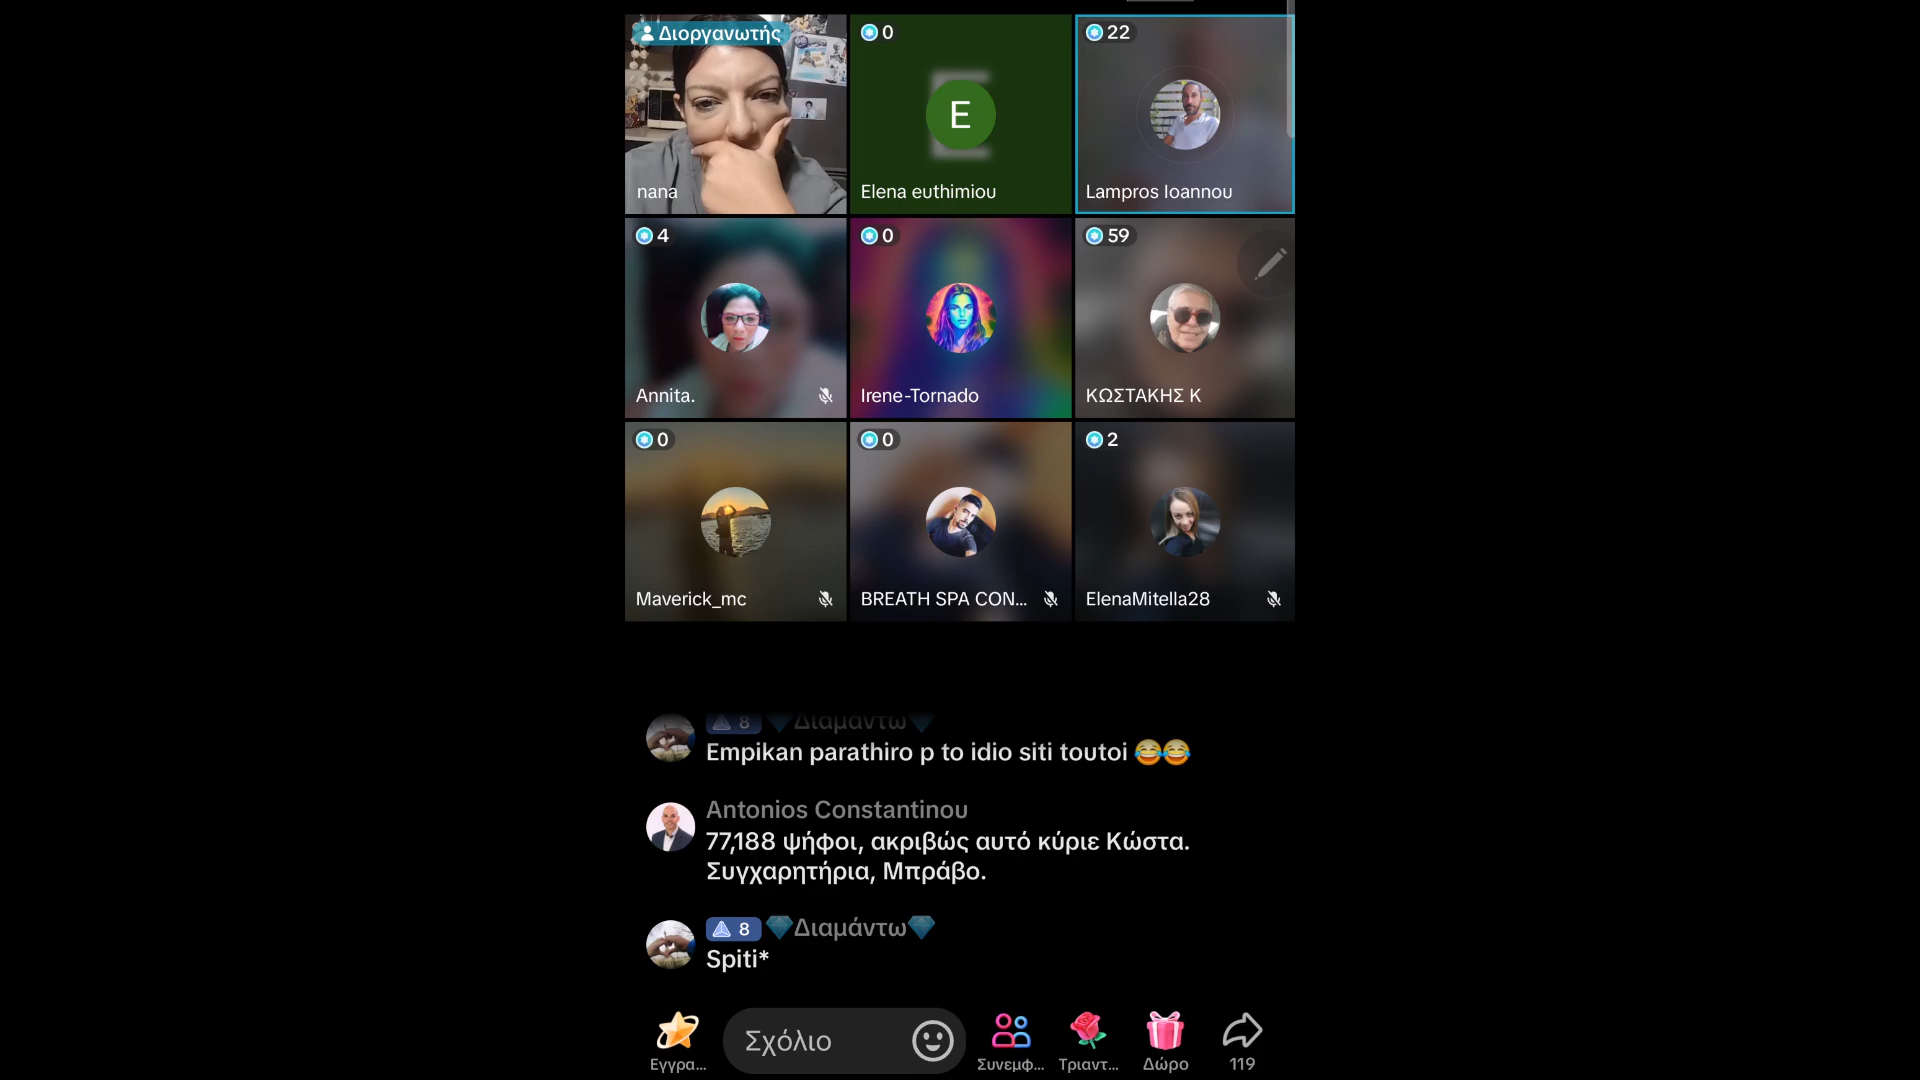 Διοργανωτής
nana
0
E
Elena euthimiou
22
Lampros Ioannou
4
Annita.
0
Irene-Tornado
59
ΚΩΣΤΑΚΗΣ Κ
0
Maverick_mc
0
BREATH SPA CON...
2
ElenaMitella28
8 Διαμάντω
Empikan parathiro p to idio siti toutoi 😂😂
Antonios Constantinou
77,188 ψήφοι, ακριβώς αυτό κύριε Κώστα.
Συγχαρητήρια, Μπράβο.
8 💎Διαμάντω💎
Spiti*
Σχόλιο
Εγγρα...
Συνεμφ...
Τριαντ...
Δώρο
119